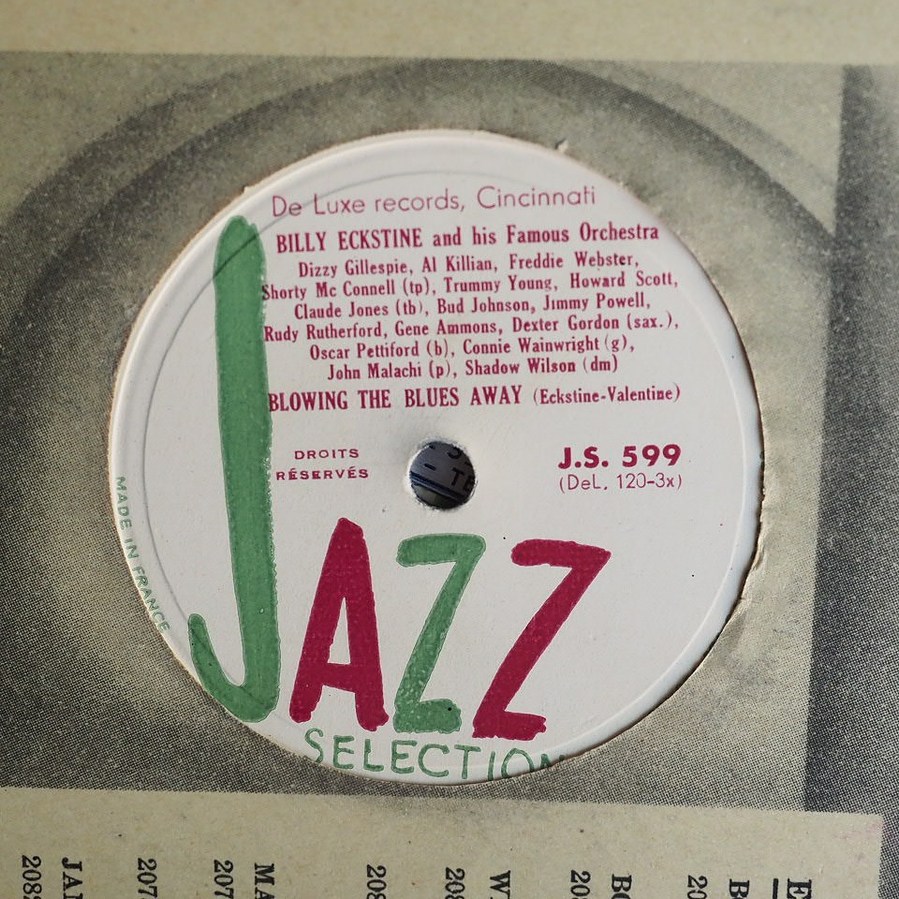 De Luxe records, Cincinnati
BILLY ECKSTINE and his Famous Orchestra
Dizzy Gillespie, Al Killian, Freddie Webster,
Shorty Mc Connell (tp), Trummy Young, Howard Scott,
Claude Jones (tb), Bud Johnson, Jimmy Powell,
Rudy Rutherford, Gene Ammons, Dexter Gordon (sax.),
Oscar Pettiford (b), Connie Wainwright (g),
John Malachi (p), Shadow Wilson (dm)
BLOWING THE BLUES AWAY (Eckstine-Valentine)
DROITS
RÉSERVÉS
J.S. 599
(DeL. 120-3x)
MADE IN FRANCE
JAZZ
SELECTION